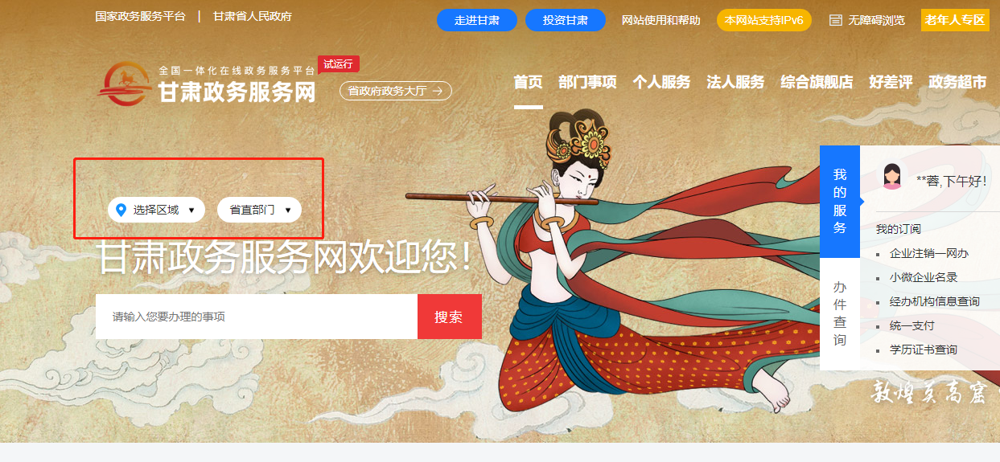 国家政务服务平台 | 甘肃省人民政府
走进甘肃 投资甘肃 网站使用和帮助 本网站支持IPv6 无障碍浏览 老年人专区
全国一体化在线政务服务平台 试运行
甘肃政务服务网 省政府政务大厅
首页 部门事项 个人服务 法人服务 综合旗舰店 好差评 政务超市
选择区域 省直部门
甘肃政务服务网欢迎您!
请输入您要办理的事项 搜索
我的服务
**蓉,下午好!
我的订阅
企业注销一网办
小微企业名录
经办机构信息查询
统一支付
学历证书查询
办件查询
敦煌莫高窟